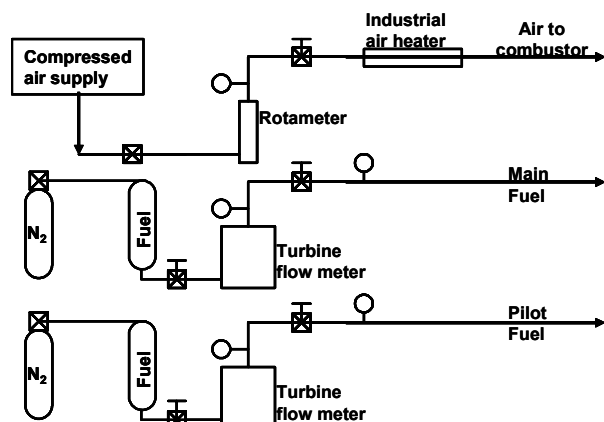 Industrial
air heater
Air to
combustor
Compressed
air supply
Rotameter
N2
Fuel
Main
Fuel
Turbine
flow meter
N2
Fuel
Pilot
Fuel
Turbine
flow meter